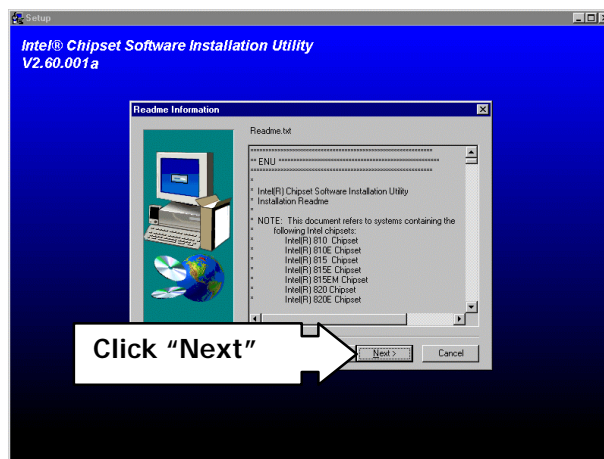 Setup
Intel® Chipset Software Installation Utility
V2.60.001a
Readme Information
Readme.txt
*******************************************************
** ENU ************************************************
*******************************************************
*
* Intel(R) Chipset Software Installation Utility
* Installation Readme
*
* NOTE:  This document refers to systems containing the
*        following Intel chipsets:
*            Intel(R) 810  Chipset
*            Intel(R) 810E Chipset
*            Intel(R) 815  Chipset
*            Intel(R) 815E Chipset
*            Intel(R) 815EM Chipset
*            Intel(R) 820 Chipset
*            Intel(R) 820E Chipset
Click “Next”
Next >
Cancel